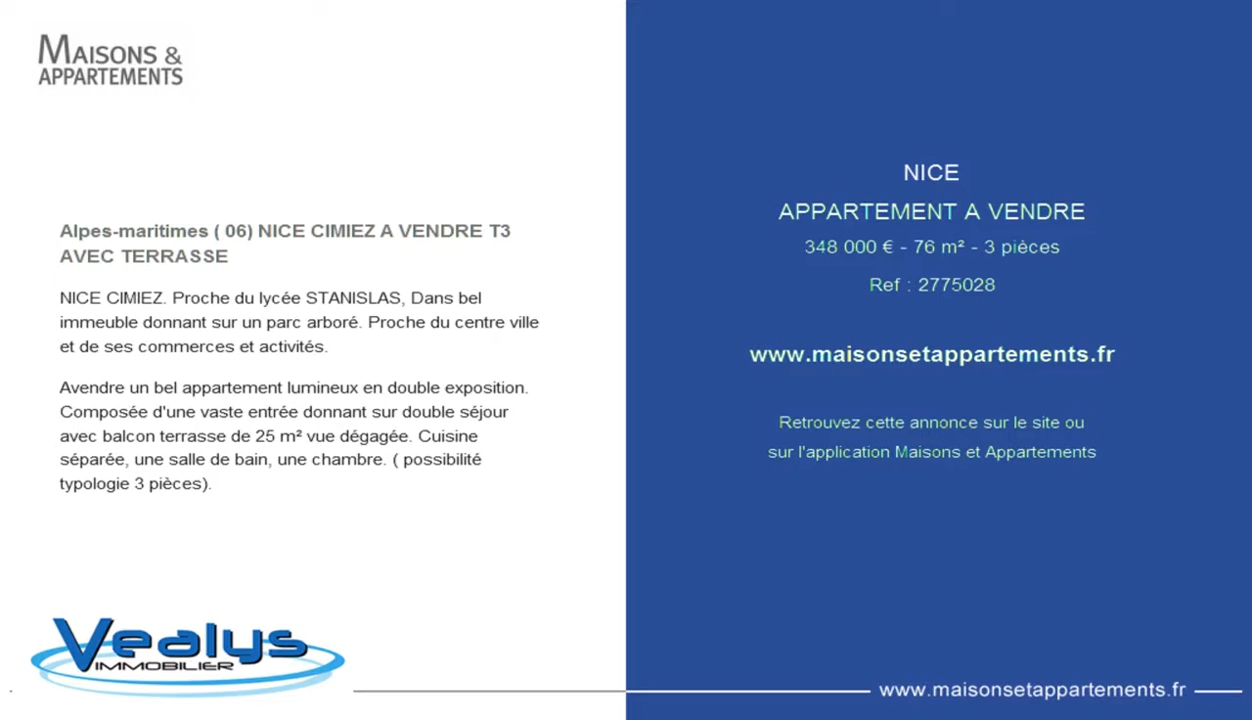 MAISONS &
APPARTEMENTS
Alpes-maritimes ( 06) NICE CIMIEZ A VENDRE T3
AVEC TERRASSE
NICE CIMIEZ. Proche du lycée STANISLAS, Dans bel
immeuble donnant sur un parc arboré. Proche du centre ville
et de ses commerces et activités.
Avendre un bel appartement lumineux en double exposition.
Composée d'une vaste entrée donnant sur double séjour
avec balcon terrasse de 25 m² vue dégagée. Cuisine
séparée, une salle de bain, une chambre. ( possibilité
typologie 3 pièces).
Vealys
IMMOBILIER
NICE
APPARTEMENT A VENDRE
348 000 € - 76 m² - 3 pièces
Ref : 2775028
www.maisonsetappartements.fr
Retrouvez cette annonce sur le site ou
sur l'application Maisons et Appartements
www.maisonsetappartements.fr